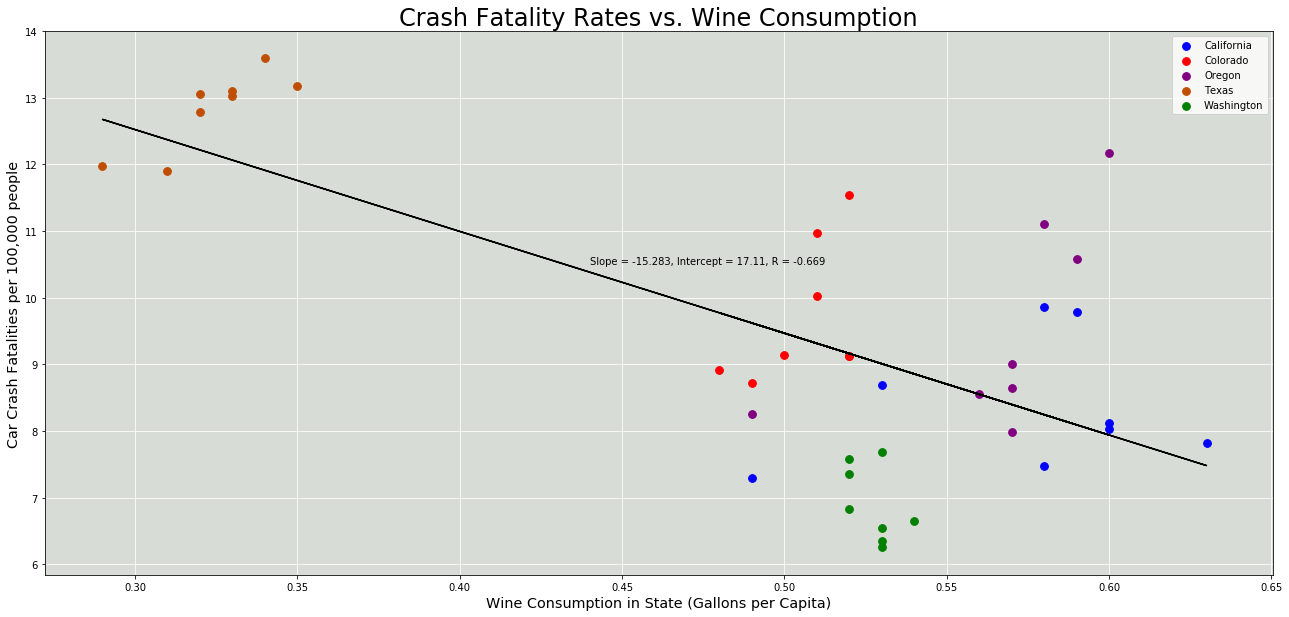 Crash Fatality Rates vs. Wine Consumption
14
13
12
11
10
9
8
7
6
Car Crash Fatalities per 100,000 people
California
Colorado
Oregon
Texas
Washington
Slope = -15.283, Intercept = 17.11, R = -0.669
0.30
0.35
0.40
0.45
0.50
0.55
0.60
0.65
Wine Consumption in State (Gallons per Capita)